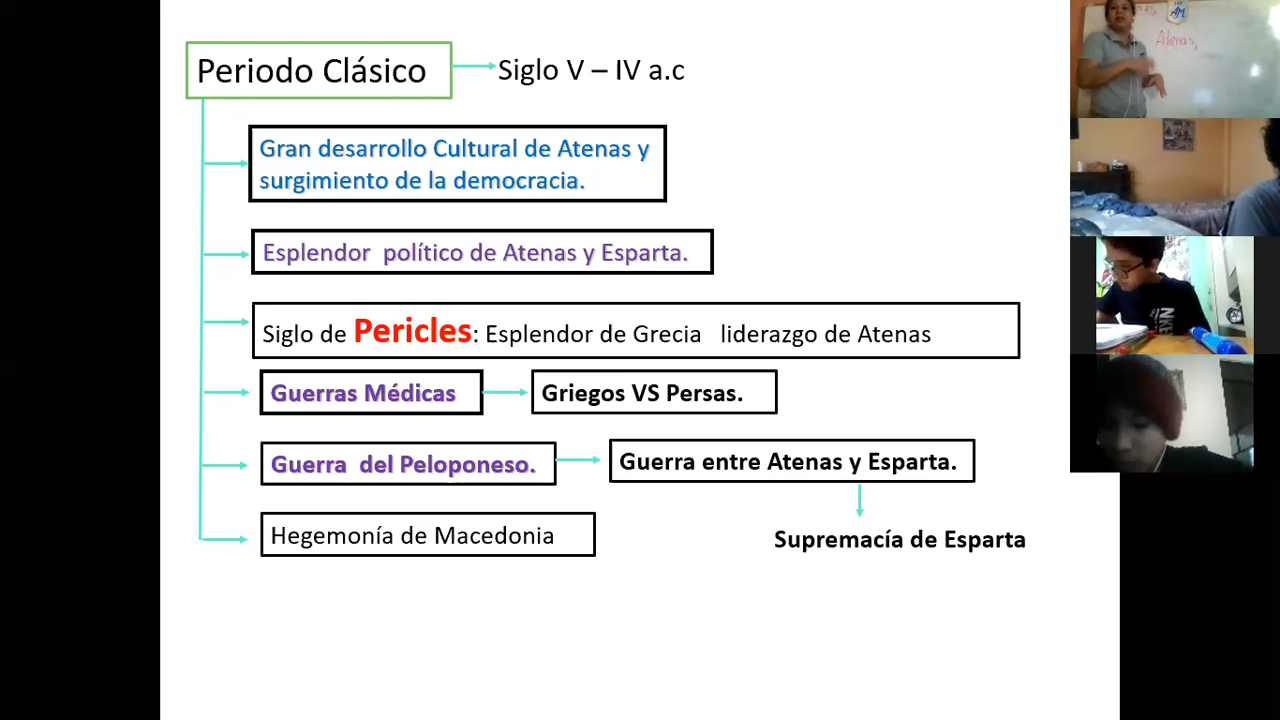 Periodo Clásico
Siglo V – IV a.c
Gran desarrollo Cultural de Atenas y
surgimiento de la democracia.
Esplendor político de Atenas y Esparta.
Siglo de Pericles: Esplendor de Grecia liderazgo de Atenas
Guerras Médicas
Griegos VS Persas.
Guerra del Peloponeso.
Guerra entre Atenas y Esparta.
Hegemonía de Macedonia
Supremacía de Esparta
Atenas,